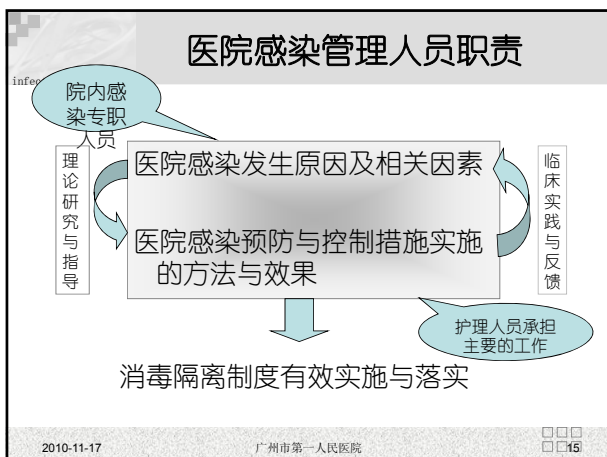 医院感染管理人员职责
infec
院内感
染专职
人员
理论研究与指导
医院感染发生原因及相关因素
医院感染预防与控制措施实施
的方法与效果
临床实践与反馈
护理人员承担
主要的工作
消毒隔离制度有效实施与落实
2010-11-17
广州市第一人民医院
15